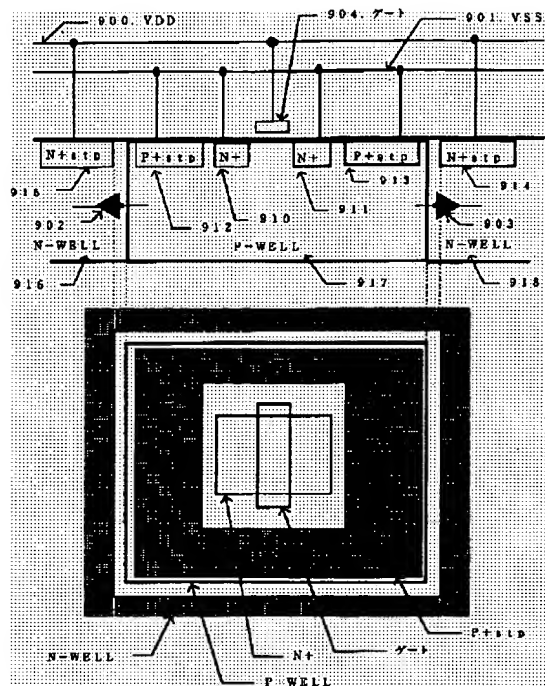 900. VDD
904. ゲート
901. VSS
N+stp
P+stp
N+
N+
P+stp
N+stp
915
902
912
910
911
913
914
903
N-WELL
P-WELL
N-WELL
916
917
918
N-WELL
P-WELL
N+
ゲート
P+stp